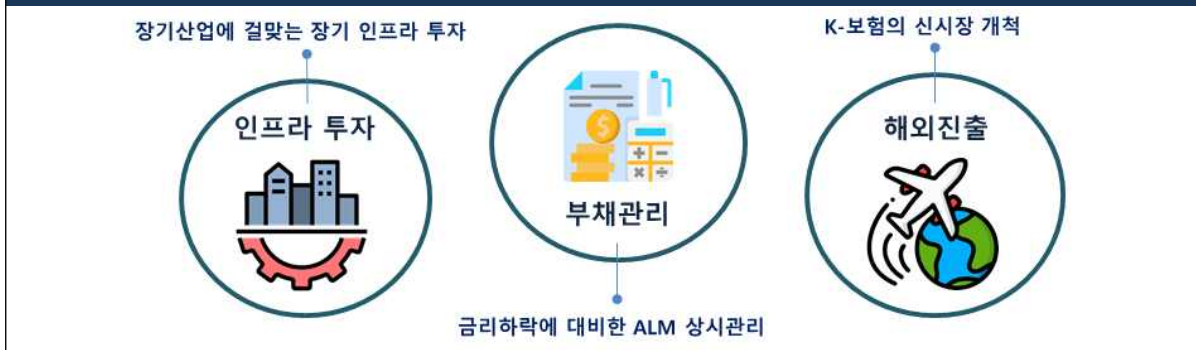 장기산업에 걸맞는 장기 인프라 투자
인프라 투자
부채관리
금리하락에 대비한 ALM 상시관리
K-보험의 신시장 개척
해외진출